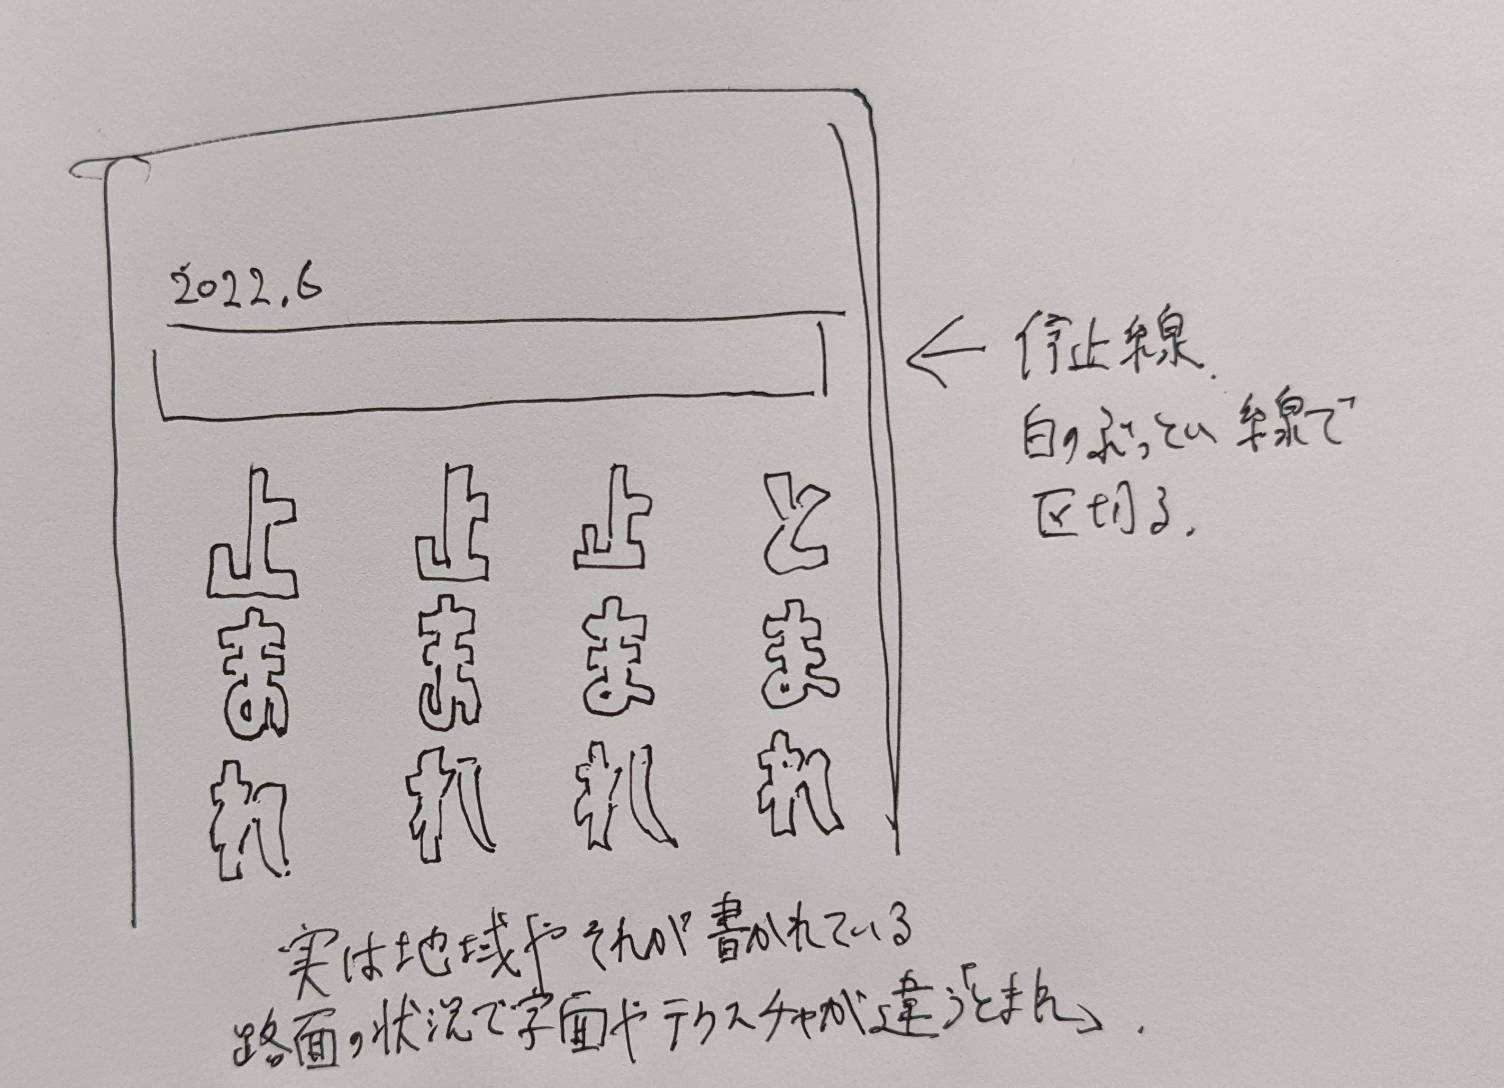 2022.6
停止線.
白のぶっとい線で
区切る.
止まれ
止まれ
止まれ
とまれ
実は地域やそれが書かれている
路面の状況で字面やテクスチャが違う「とまれ」.